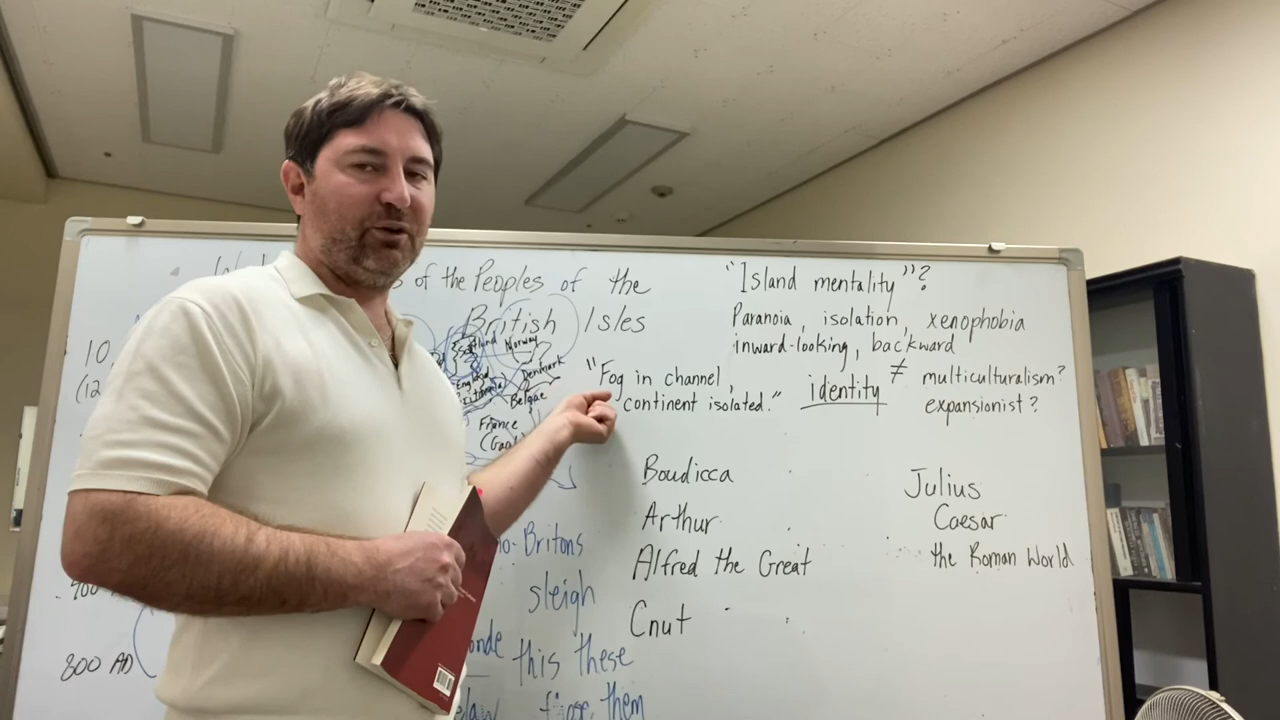 of the Peoples of the
British Isles
10,
(12
Norway
Denmark
England
Belgae
France
(Gaul)
"Fog in channel,
continent isolated."
"Island mentality"?
Paranoia, isolation, xenophobia
inward-looking, backward
identity ≠ multiculturalism?
expansionist?
Boudicca
Arthur
Alfred the Great
Cnut
Julius
Caesar
the Roman World
o-Britons
sleigh
this these
those, them
800 AD